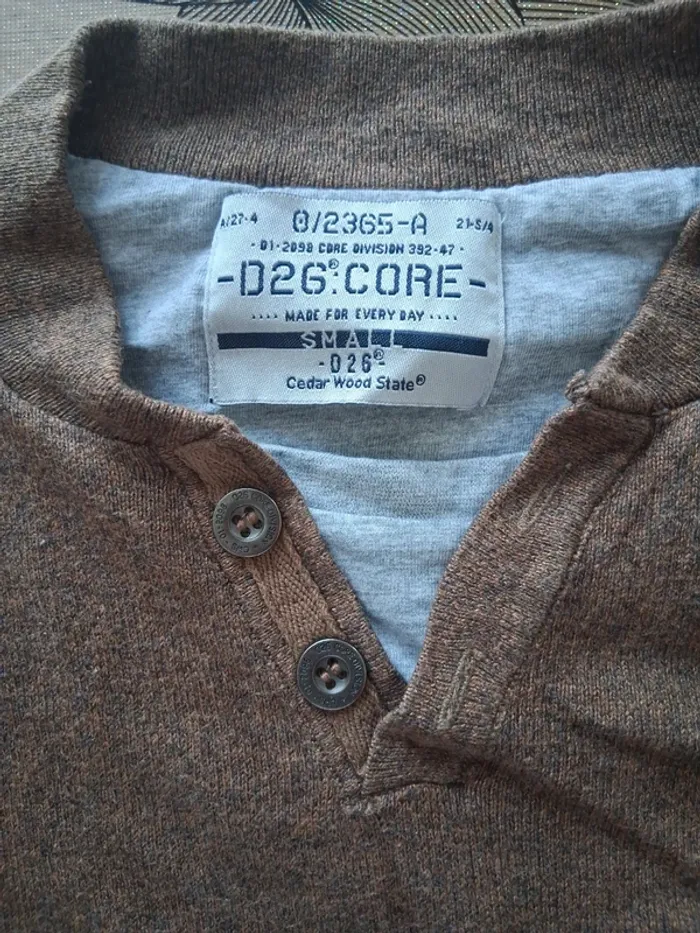 A/27-4 0/2365-A 21-S/4
· 01-2098 CORE DIVISION 392-47 ·
-D26®:CORE-
···· MADE FOR EVERY DAY ····
SMALL
-D26®-
Cedar Wood State®